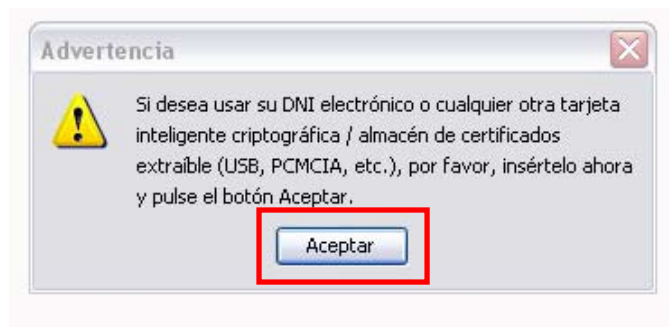 Advertencia
Si desea usar su DNI electrónico o cualquier otra tarjeta
inteligente criptográfica / almacén de certificados
extraíble (USB, PCMCIA, etc.), por favor, insértelo ahora
y pulse el botón Aceptar.
Aceptar